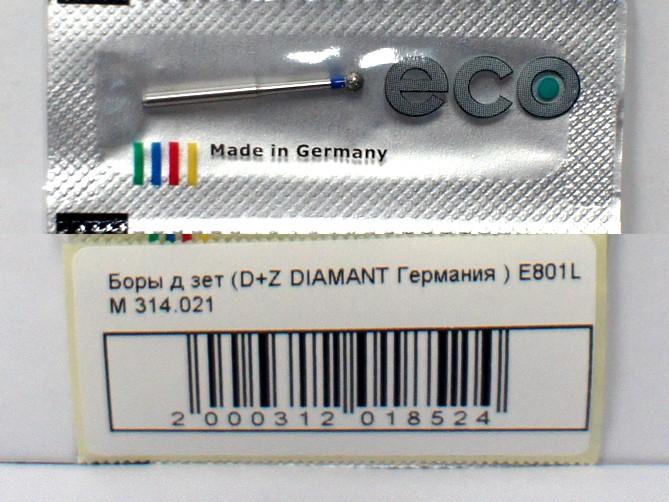 eco
Made in Germany
Боры д зет (D+Z DIAMANT Германия ) E801L
М 314.021
2 000312 018524